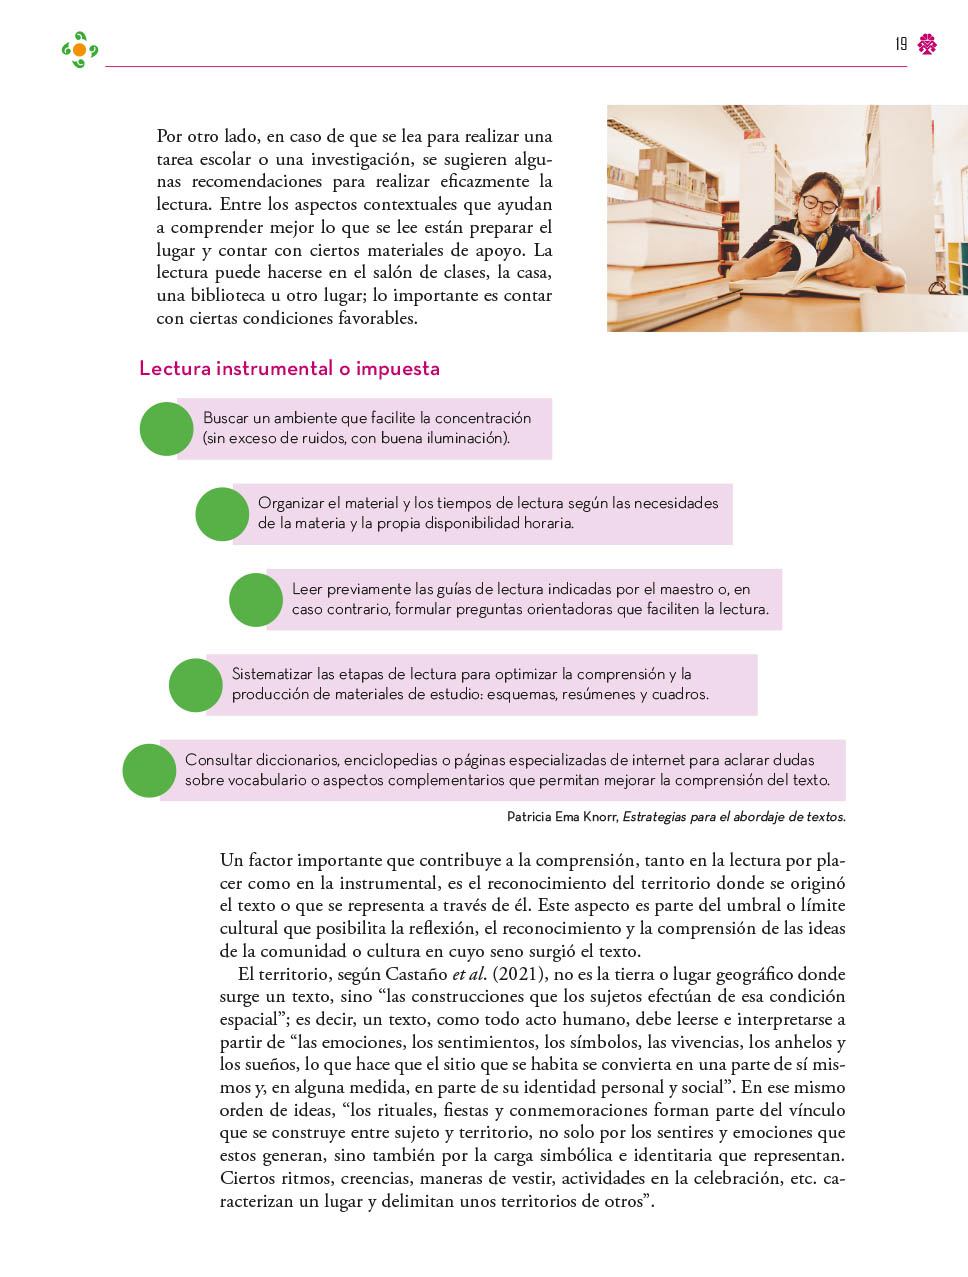 19
Por otro lado, en caso de que se lea para realizar una
tarea escolar o una investigación, se sugieren algu-
nas recomendaciones para realizar eficazmente la
lectura. Entre los aspectos contextuales que ayudan
a comprender mejor lo que se lee están preparar el
lugar y contar con ciertos materiales de apoyo. La
lectura puede hacerse en el salón de clases, la casa,
una biblioteca u otro lugar; lo importante es contar
con ciertas condiciones favorables.
Lectura instrumental o impuesta
Buscar un ambiente que facilite la concentración
(sin exceso de ruidos, con buena iluminación).
Organizar el material y los tiempos de lectura según las necesidades
de la materia y la propia disponibilidad horaria.
Leer previamente las guías de lectura indicadas por el maestro o, en
caso contrario, formular preguntas orientadoras que faciliten la lectura.
Sistematizar las etapas de lectura para optimizar la comprensión y la
producción de materiales de estudio: esquemas, resúmenes y cuadros.
Consultar diccionarios, enciclopedias o páginas especializadas de internet para aclarar dudas
sobre vocabulario o aspectos complementarios que permitan mejorar la comprensión del texto.
Patricia Ema Knorr, Estrategias para el abordaje de textos.
Un factor importante que contribuye a la comprensión, tanto en la lectura por pla-
cer como en la instrumental, es el reconocimiento del territorio donde se originó
el texto o que se representa a través de él. Este aspecto es parte del umbral o límite
cultural que posibilita la reflexión, el reconocimiento y la comprensión de las ideas
de la comunidad o cultura en cuyo seno surgió el texto.
El territorio, según Castaño et al. (2021), no es la tierra o lugar geográfico donde
surge un texto, sino “las construcciones que los sujetos efectúan de esa condición
espacial”; es decir, un texto, como todo acto humano, debe leerse e interpretarse a
partir de “las emociones, los sentimientos, los símbolos, las vivencias, los anhelos y
los sueños, lo que hace que el sitio que se habita se convierta en una parte de sí mis-
mos y, en alguna medida, en parte de su identidad personal y social”. En ese mismo
orden de ideas, “los rituales, fiestas y conmemoraciones forman parte del vínculo
que se construye entre sujeto y territorio, no solo por los sentires y emociones que
estos generan, sino también por la carga simbólica e identitaria que representan.
Ciertos ritmos, creencias, maneras de vestir, actividades en la celebración, etc. ca-
racterizan un lugar y delimitan unos territorios de otros”.